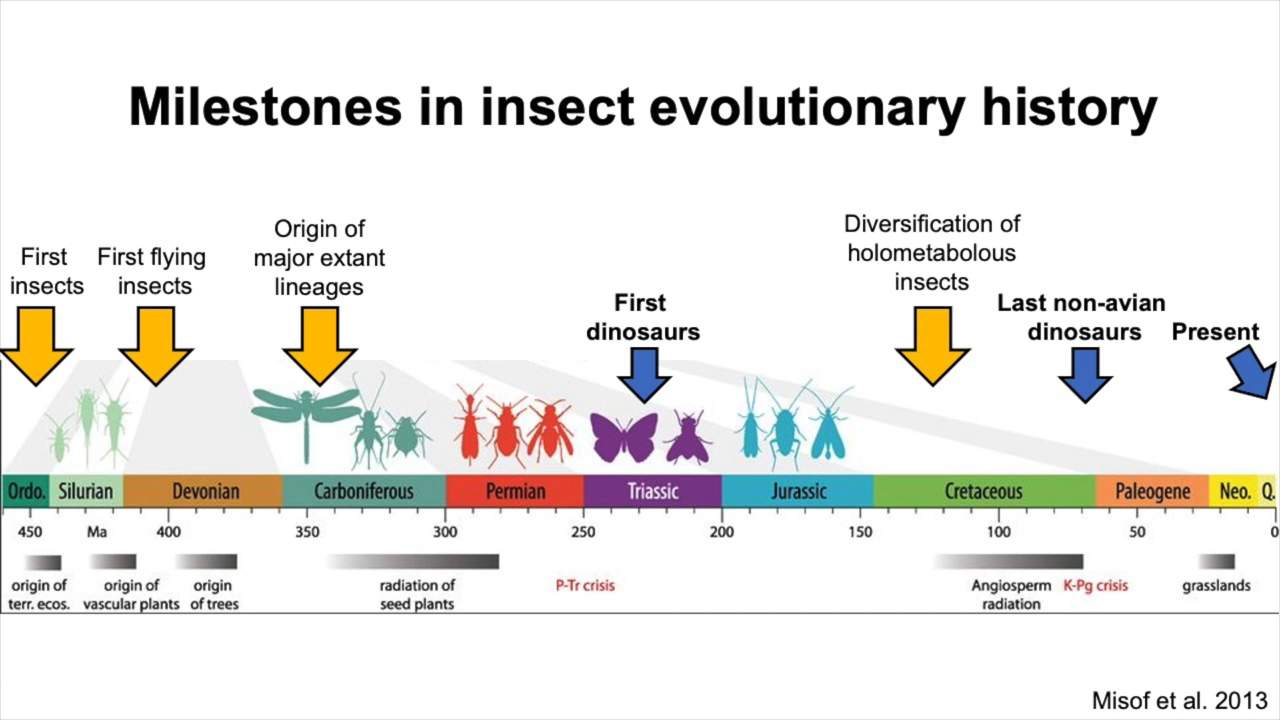 Milestones in insect evolutionary history
First
insects
First flying
insects
Origin of
major extant
lineages
First
dinosaurs
Diversification of
holometabolous
insects
Last non-avian
dinosaurs
Present
Ordo. Silurian Devonian Carboniferous Permian Triassic Jurassic Cretaceous Paleogene Neo. Q.
450 Ma 400 350 300 250 200 150 100 50 0
origin of
terr. ecos.
origin of
vascular plants
origin
of trees
radiation of
seed plants
P-Tr crisis
Angiosperm
radiation
K-Pg crisis
grasslands
Misof et al. 2013